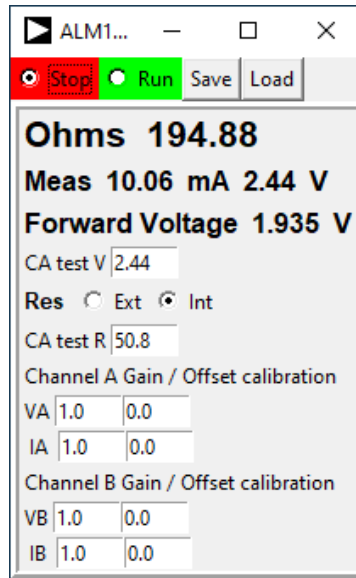 ALM1...
Stop Run Save Load
Ohms 194.88
Meas 10.06 mA 2.44 V
Forward Voltage 1.935 V
CA test V 2.44
Res Ext Int
CA test R 50.8
Channel A Gain / Offset calibration
VA 1.0 0.0
IA 1.0 0.0
Channel B Gain / Offset calibration
VB 1.0 0.0
IB 1.0 0.0